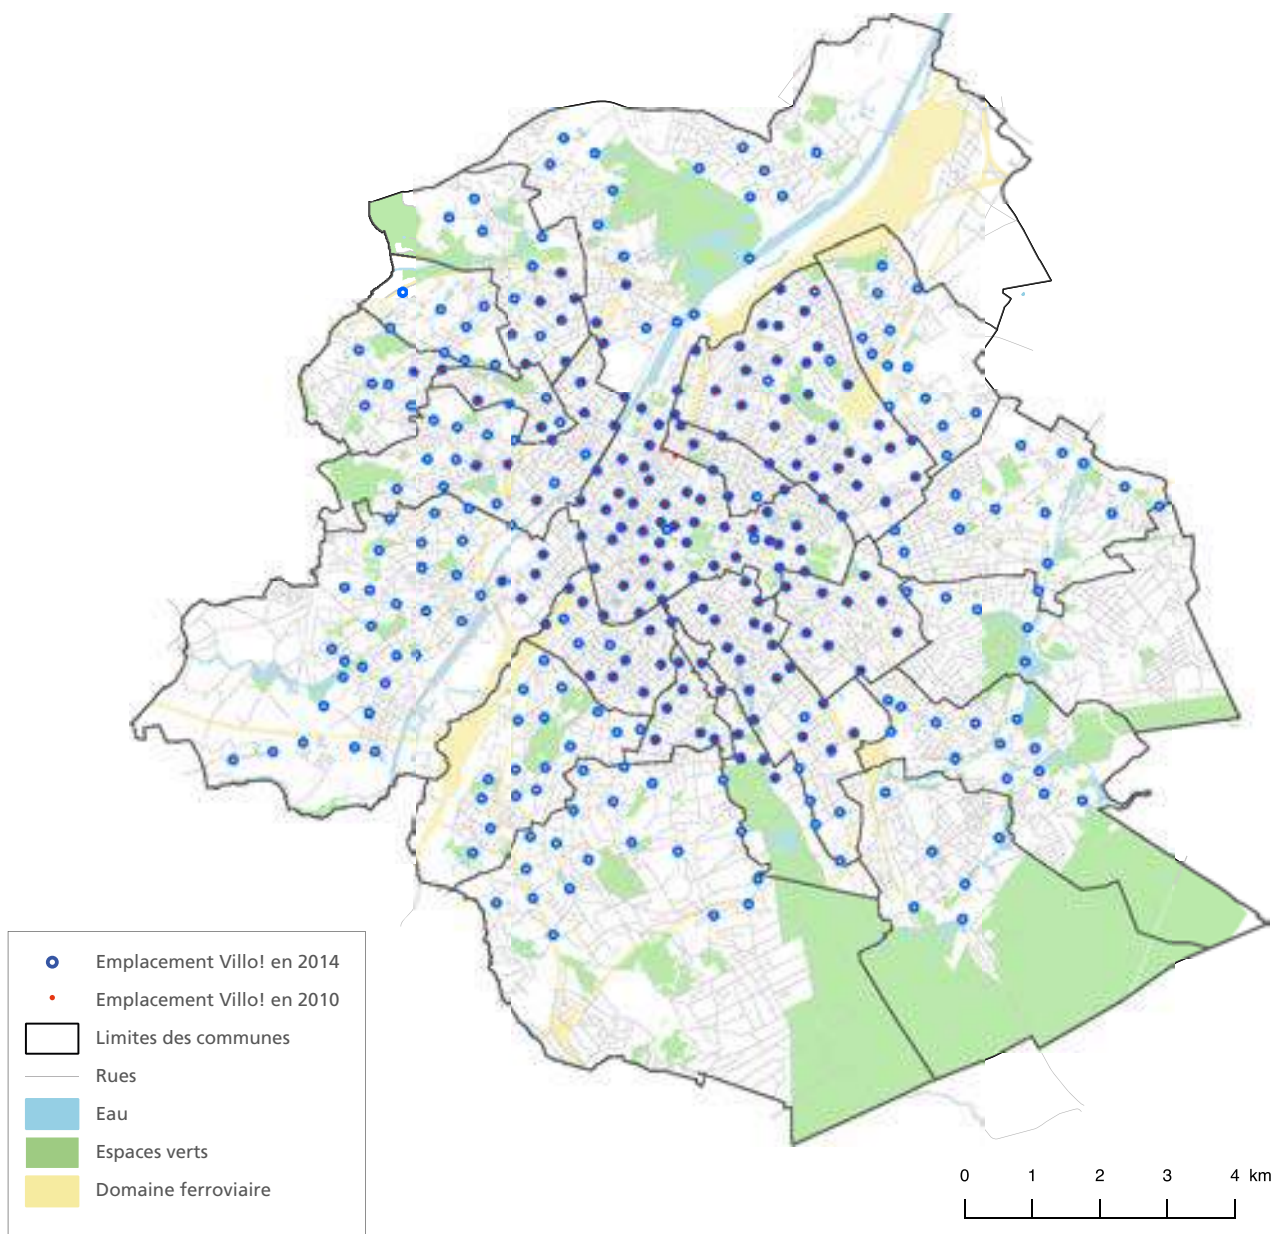 Emplacement Villo! en 2014
Emplacement Villo! en 2010
Limites des communes
Rues
Eau
Espaces verts
Domaine ferroviaire
0 1 2 3 4 km